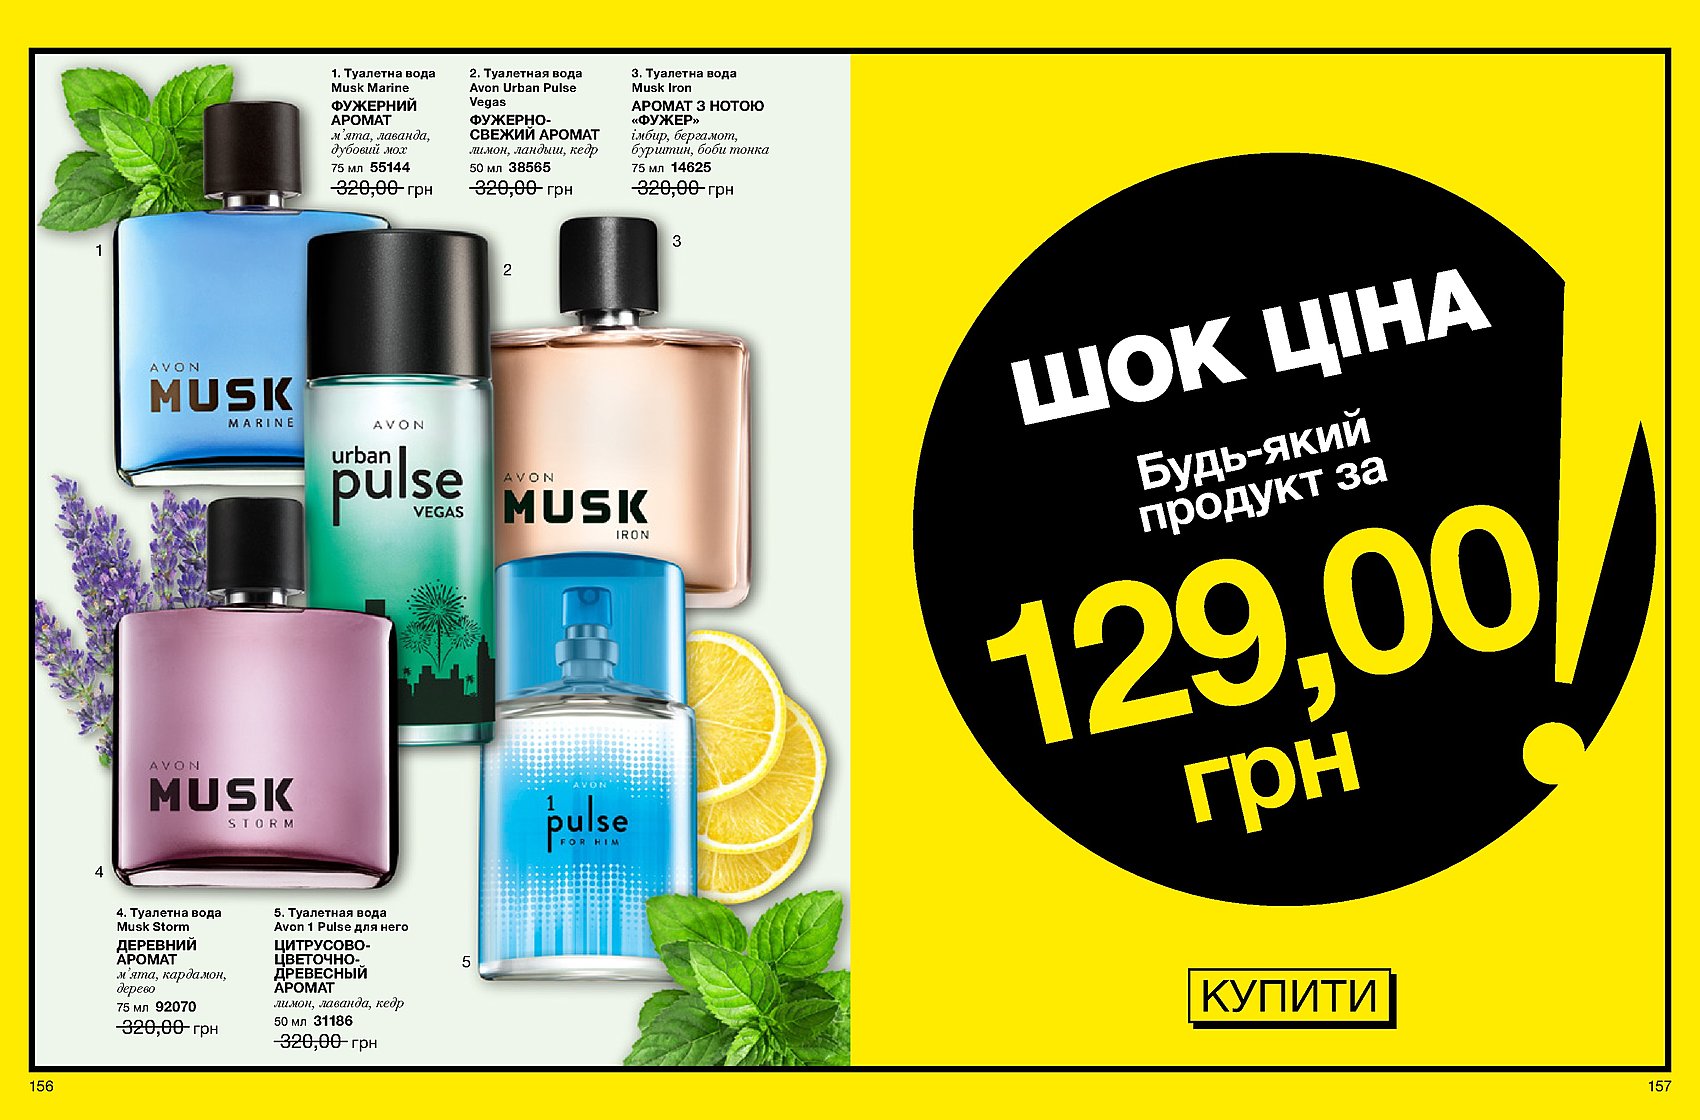 1. Туалетна вода
Musk Marine
ФУЖЕРНИЙ
АРОМАТ
м’ята, лаванда,
дубовий мох
75 мл 55144
320,00 грн
2. Туалетная вода
Avon Urban Pulse
Vegas
ФУЖЕРНО-
СВЕЖИЙ АРОМАТ
лимон, ландыш, кедр
50 мл 38565
320,00 грн
3. Туалетна вода
Musk Iron
АРОМАТ З НОТОЮ
«ФУЖЕР»
імбир, бергамот,
бурштин, боби тонка
75 мл 14625
320,00 грн
1
2
3
AVON
MUSK
MARINE
AVON
urban
pulse
VEGAS
AVON
MUSK
IRON
AVON
MUSK
STORM
AVON
1
pulse
FOR HIM
4
5
4. Туалетна вода
Musk Storm
ДЕРЕВНИЙ
АРОМАТ
м’ята, кардамон,
дерево
75 мл 92070
320,00 грн
5. Туалетная вода
Avon 1 Pulse для него
ЦИТРУСОВО-
ЦВЕТОЧНО-
ДРЕВЕСНЫЙ
АРОМАТ
лимон, лаванда, кедр
50 мл 31186
320,00 грн
156
ШОК ЦІНА
Будь-який
продукт за
129,00
грн
!
КУПИТИ
157